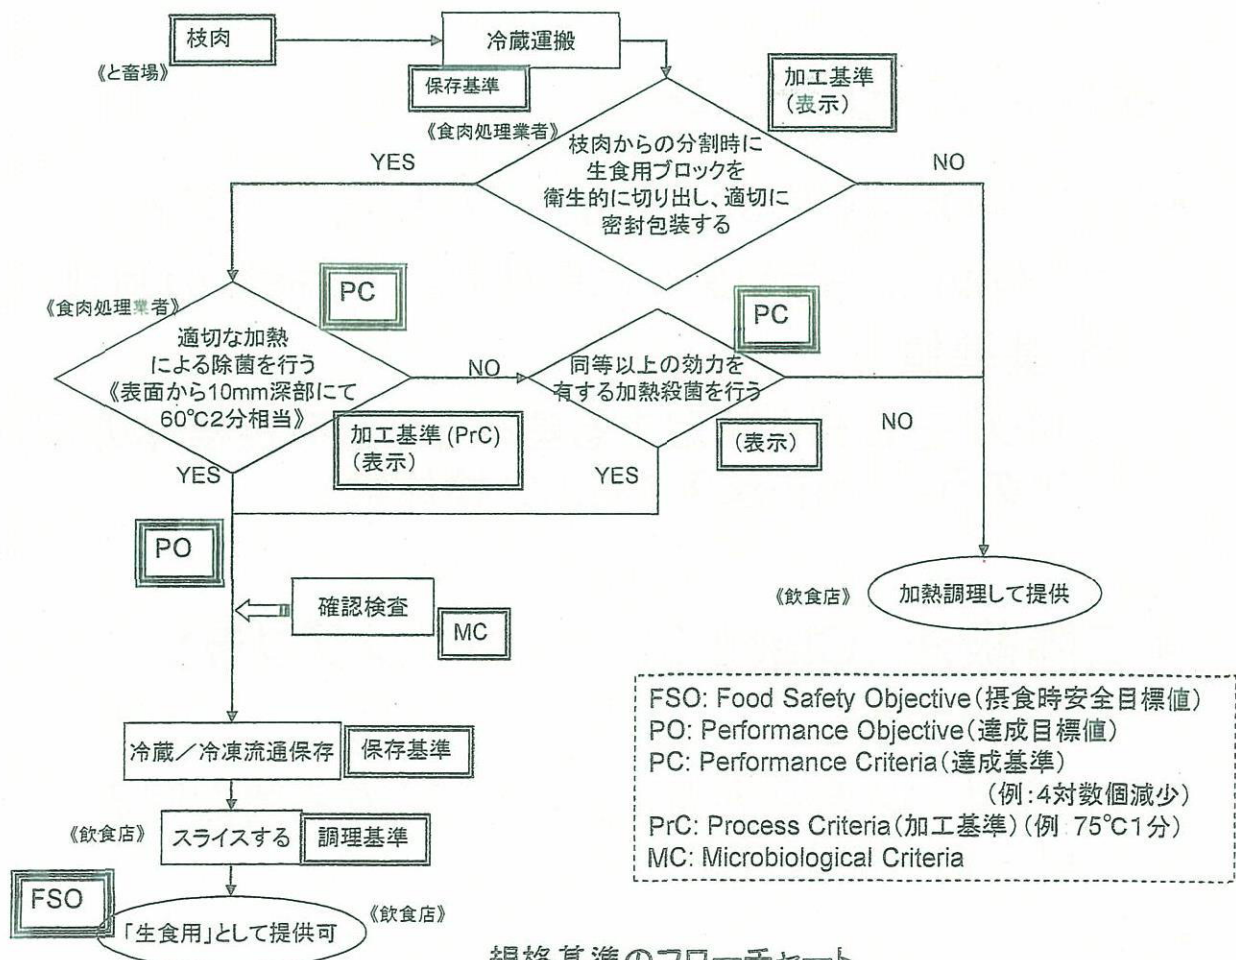 枝肉
冷蔵運搬
《と畜場》
保存基準
加工基準
(表示)
《食肉処理業者》
枝肉からの分割時に
生食用ブロックを
衛生的に切り出し、適切に
密封包装する
YES
NO
《食肉処理業者》
PC
適切な加熱
による除菌を行う
《表面から10mm深部にて
60℃2分相当》
NO
PC
同等以上の効力を
有する加熱殺菌を行う
NO
加工基準 (PrC)
(表示)
(表示)
YES
YES
PO
確認検査
MC
《飲食店》
加熱調理して提供
冷蔵/冷凍流通保存
保存基準
《飲食店》
スライスする
調理基準
FSO
「生食用」として提供可
《飲食店》
FSO: Food Safety Objective(摂食時安全目標値)
PO: Performance Objective(達成目標値)
PC: Performance Criteria(達成基準)
(例:4対数個減少)
PrC: Process Criteria(加工基準)(例 75℃1分)
MC: Microbiological Criteria
規格基準のフローチャート